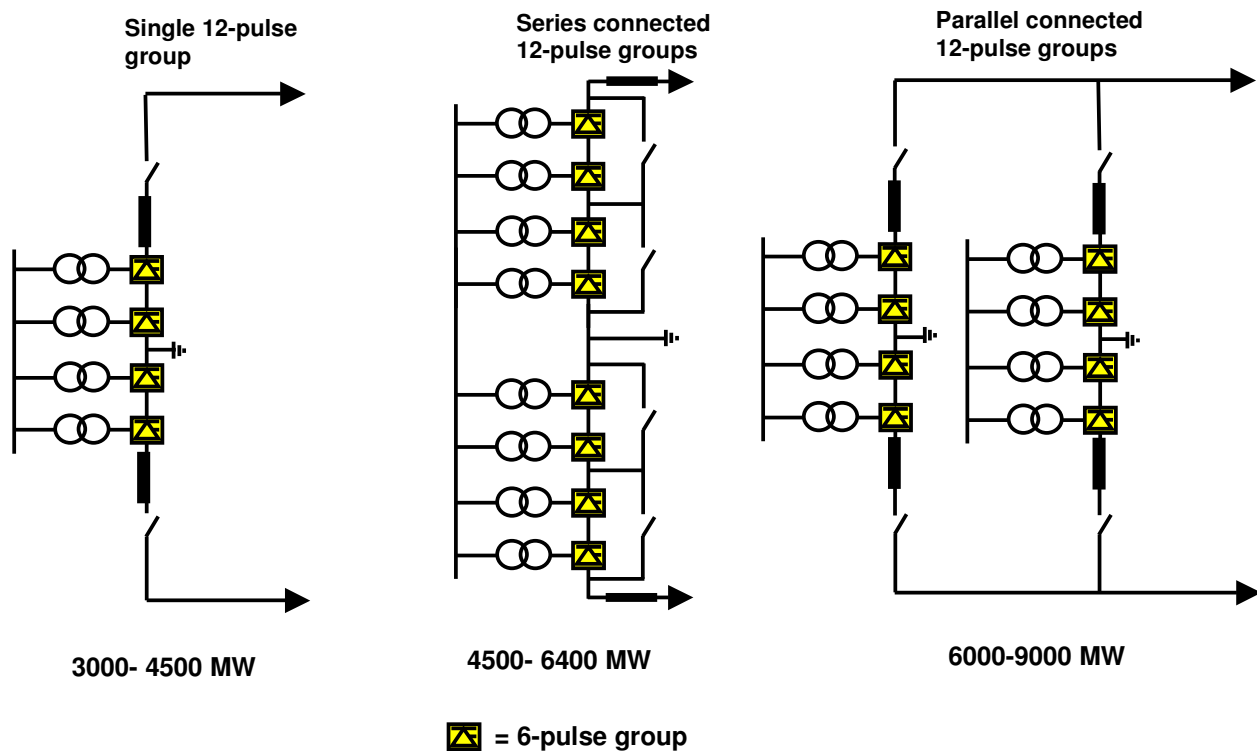 Single 12-pulse
group
Series connected
12-pulse groups
Parallel connected
12-pulse groups
3000- 4500 MW
4500- 6400 MW
6000-9000 MW
= 6-pulse group